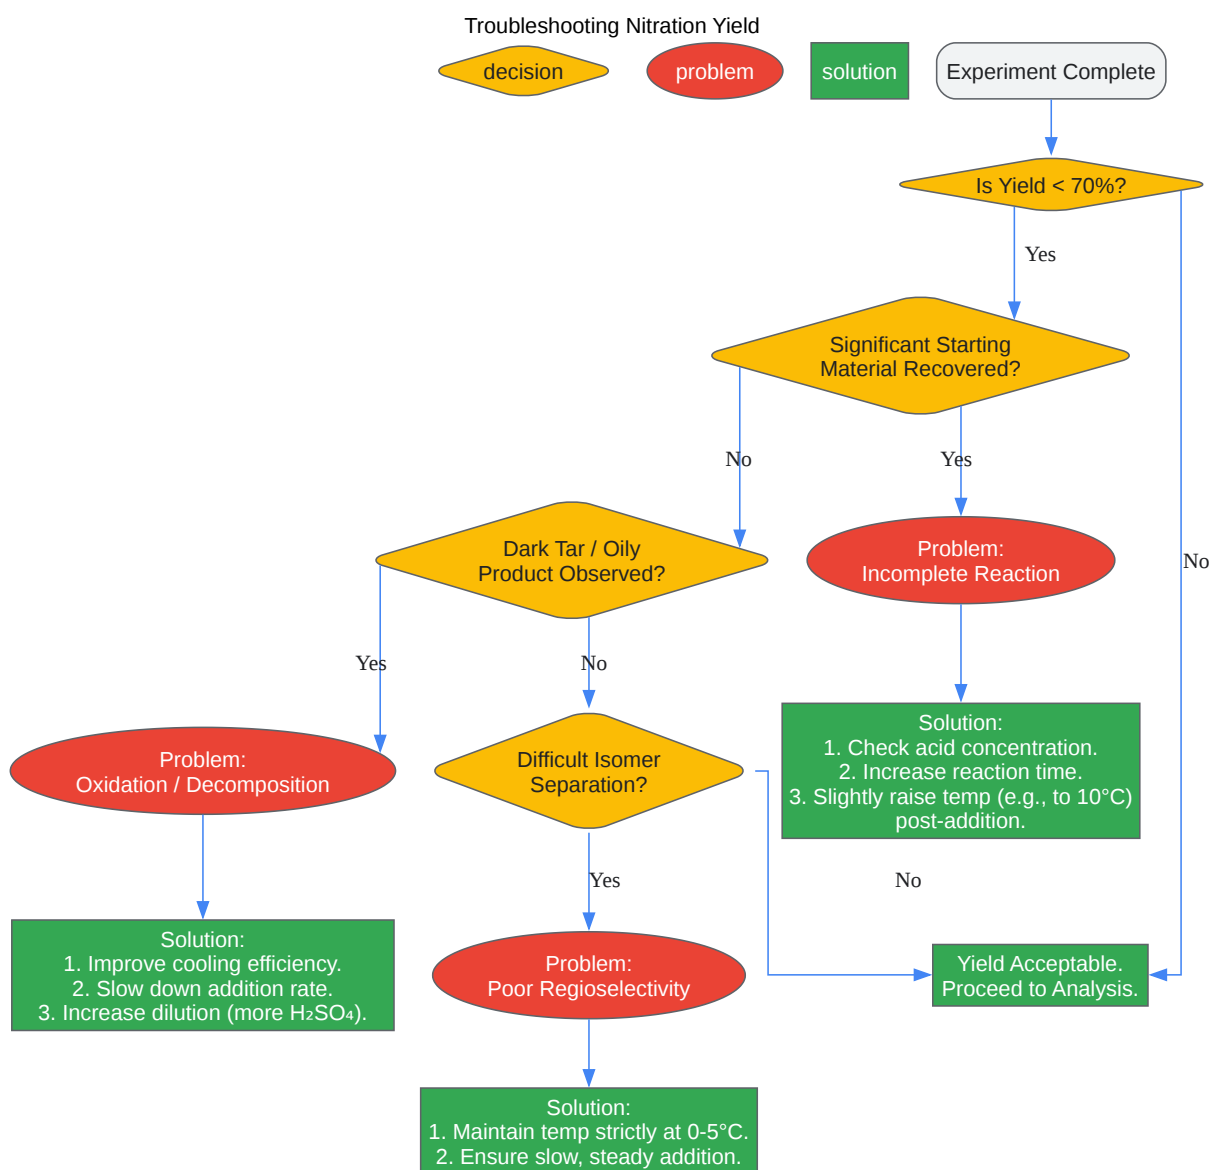 Troubleshooting Nitration Yield
decision
problem
solution
Experiment Complete
Is Yield < 70%?
Yes
Significant Starting
Material Recovered?
No
Yes
Dark Tar / Oily
Product Observed?
Problem:
Incomplete Reaction
No
Yes
No
Solution:
1. Check acid concentration.
2. Increase reaction time.
3. Slightly raise temp (e.g., to 10°C)
post-addition.
Problem:
Oxidation / Decomposition
Difficult Isomer
Separation?
Yes
No
Solution:
1. Improve cooling efficiency.
2. Slow down addition rate.
3. Increase dilution (more H₂SO₄).
Problem:
Poor Regioselectivity
Yield Acceptable.
Proceed to Analysis.
Solution:
1. Maintain temp strictly at 0-5°C.
2. Ensure slow, steady addition.